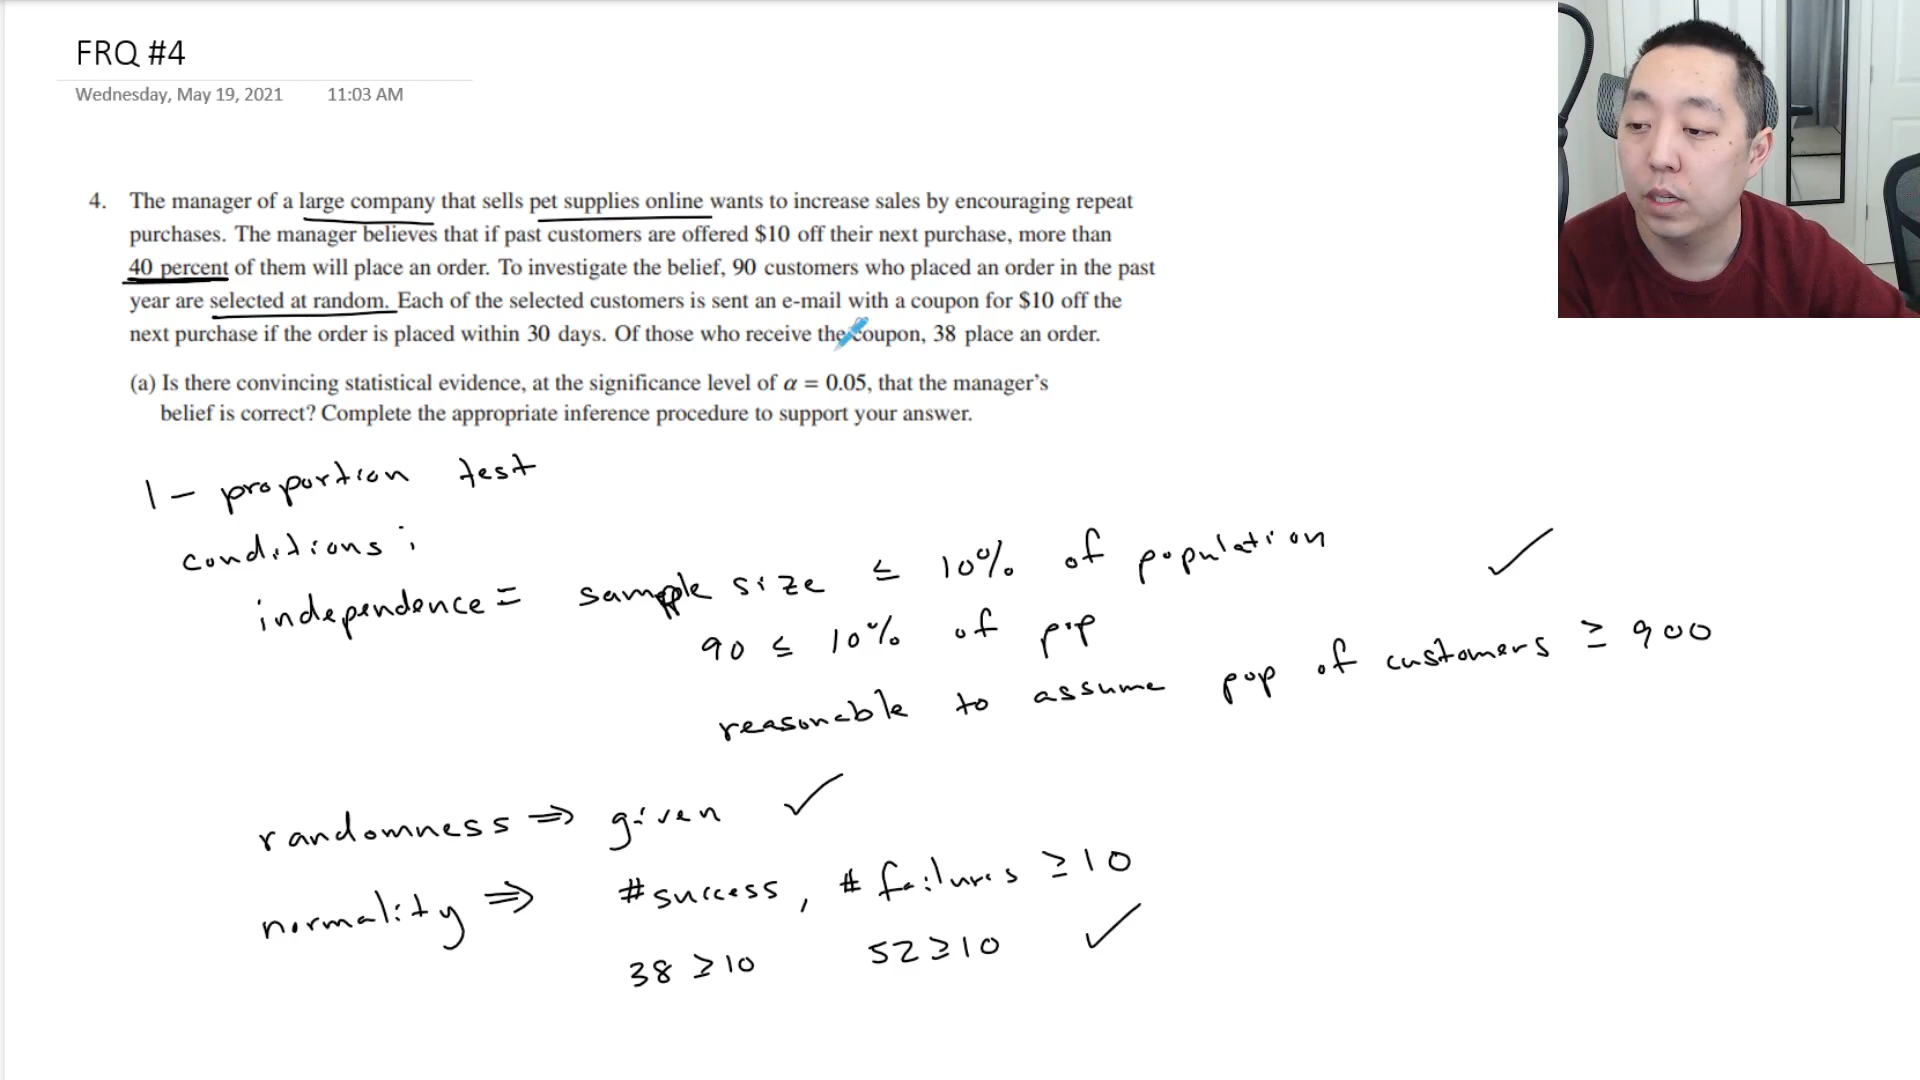 FRQ #4
Wednesday, May 19, 2021 11:03 AM
4. The manager of a large company that sells pet supplies online wants to increase sales by encouraging repeat
purchases. The manager believes that if past customers are offered $10 off their next purchase, more than
40 percent of them will place an order. To investigate the belief, 90 customers who placed an order in the past
year are selected at random. Each of the selected customers is sent an e-mail with a coupon for $10 off the
next purchase if the order is placed within 30 days. Of those who receive the coupon, 38 place an order.
(a) Is there convincing statistical evidence, at the significance level of α = 0.05, that the manager's
belief is correct? Complete the appropriate inference procedure to support your answer.
1 - proportion test
conditions:
independence = sample size ≤ 10% of population ✓
90 ≤ 10% of pop
reasonable to assume pop of customers ≥ 900
randomness ⇒ given ✓
normality ⇒ # success, # failures ≥ 10
38 ≥ 10 52 ≥ 10 ✓